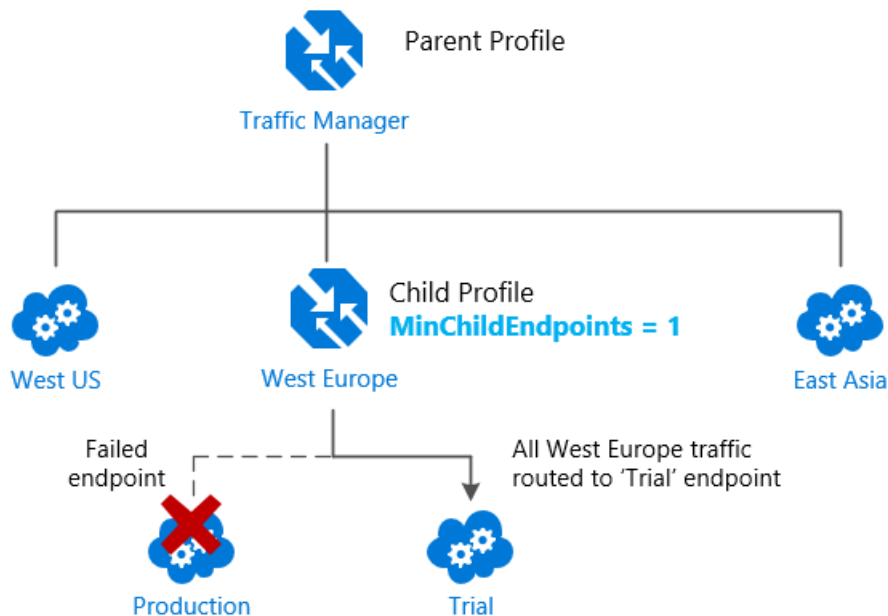 Parent Profile
Traffic Manager
Child Profile
MinChildEndpoints = 1
West US
West Europe
East Asia
Failed
endpoint
All West Europe traffic
routed to ‘Trial’ endpoint
Production
Trial